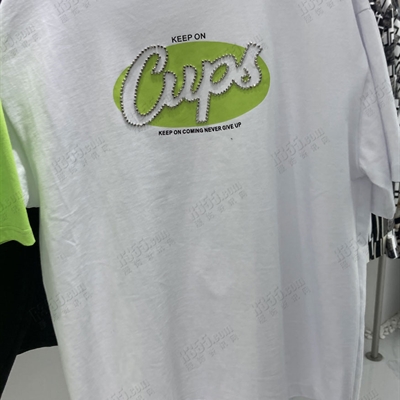 KEEP ON
Cups
KEEP ON COMING NEVER GIVE UP